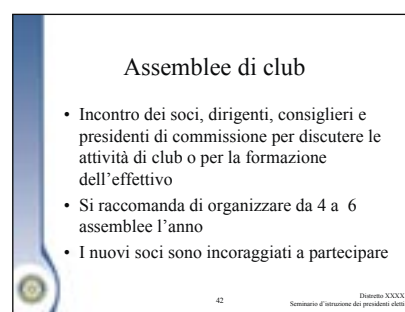 Assemblee di club
• Incontro dei soci, dirigenti, consiglieri e
presidenti di commissione per discutere le
attività di club o per la formazione
dell'effettivo
• Si raccomanda di organizzare da 4 a 6
assemblee l'anno
• I nuovi soci sono incoraggiati a partecipare
42
Distretto XXXX
Seminario d'istruzione dei presidenti eletti